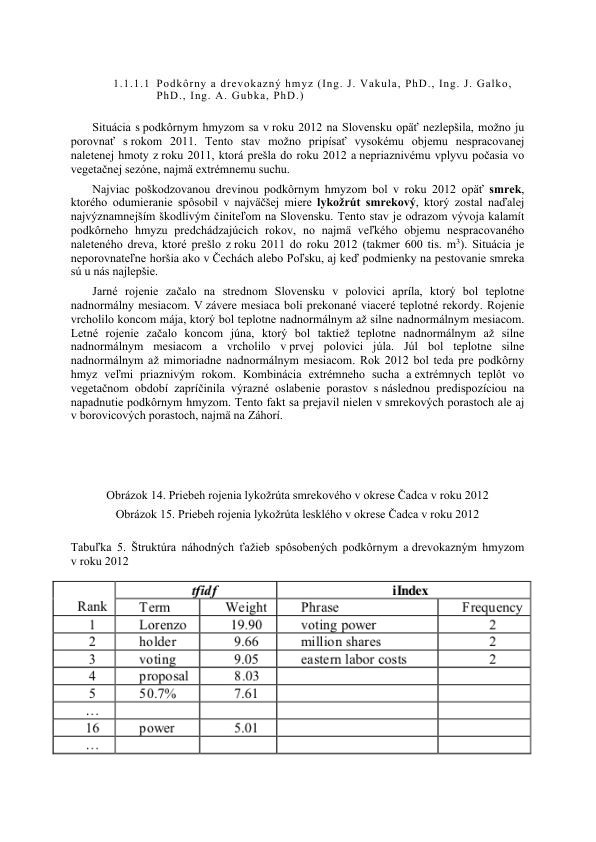 1.1.1.1 Podkôrny a drevokazný hmyz (Ing. J. Vakula, PhD., Ing. J. Galko,
PhD., Ing. A. Gubka, PhD.)
Situácia s podkôrnym hmyzom sa v roku 2012 na Slovensku opäť nezlepšila, možno ju
porovnať s rokom 2011. Tento stav možno pripísať vysokému objemu nespracovanej
naletenej hmoty z roku 2011, ktorá prešla do roku 2012 a nepriaznivému vplyvu počasia vo
vegetačnej sezóne, najmä extrémnemu suchu.
Najviac poškodzovanou drevinou podkôrnym hmyzom bol v roku 2012 opäť smrek,
ktorého odumieranie spôsobil v najväčšej miere lykožrút smrekový, ktorý zostal naďalej
najvýznamnejším škodlivým činiteľom na Slovensku. Tento stav je odrazom vývoja kalamít
podkôrneho hmyzu predchádzajúcich rokov, no najmä veľkého objemu nespracovaného
naleteného dreva, ktoré prešlo z roku 2011 do roku 2012 (takmer 600 tis. m³). Situácia je
neporovnateľne horšia ako v Čechách alebo Poľsku, aj keď podmienky na pestovanie smreka
sú u nás najlepšie.
Jarné rojenie začalo na strednom Slovensku v polovici apríla, ktorý bol teplotne
nadnormálny mesiacom. V závere mesiaca boli prekonané viaceré teplotné rekordy. Rojenie
vrcholilo koncom mája, ktorý bol teplotne nadnormálnym až silne nadnormálnym mesiacom.
Letné rojenie začalo koncom júna, ktorý bol taktiež teplotne nadnormálnym až silne
nadnormálnym mesiacom a vrcholilo v prvej polovici júla. Júl bol teplotne silne
nadnormálnym až mimoriadne nadnormálnym mesiacom. Rok 2012 bol teda pre podkôrny
hmyz veľmi priaznivým rokom. Kombinácia extrémneho sucha a extrémnych teplôt vo
vegetačnom období zapríčinila výrazné oslabenie porastov s následnou predispozíciou na
napadnutie podkôrnym hmyzom. Tento fakt sa prejavil nielen v smrekových porastoch ale aj
v borovicových porastoch, najmä na Záhorí.
Obrázok 14. Priebeh rojenia lykožrúta smrekového v okrese Čadca v roku 2012
Obrázok 15. Priebeh rojenia lykožrúta lesklého v okrese Čadca v roku 2012
Tabuľka 5. Štruktúra náhodných ťažieb spôsobených podkôrnym a drevokazným hmyzom
v roku 2012
tfidf iIndex
Rank Term Weight Phrase Frequency
1 Lorenzo 19.90 voting power 2
2 holder 9.66 million shares 2
3 voting 9.05 eastern labor costs 2
4 proposal 8.03
5 50.7% 7.61
…
16 power 5.01
…